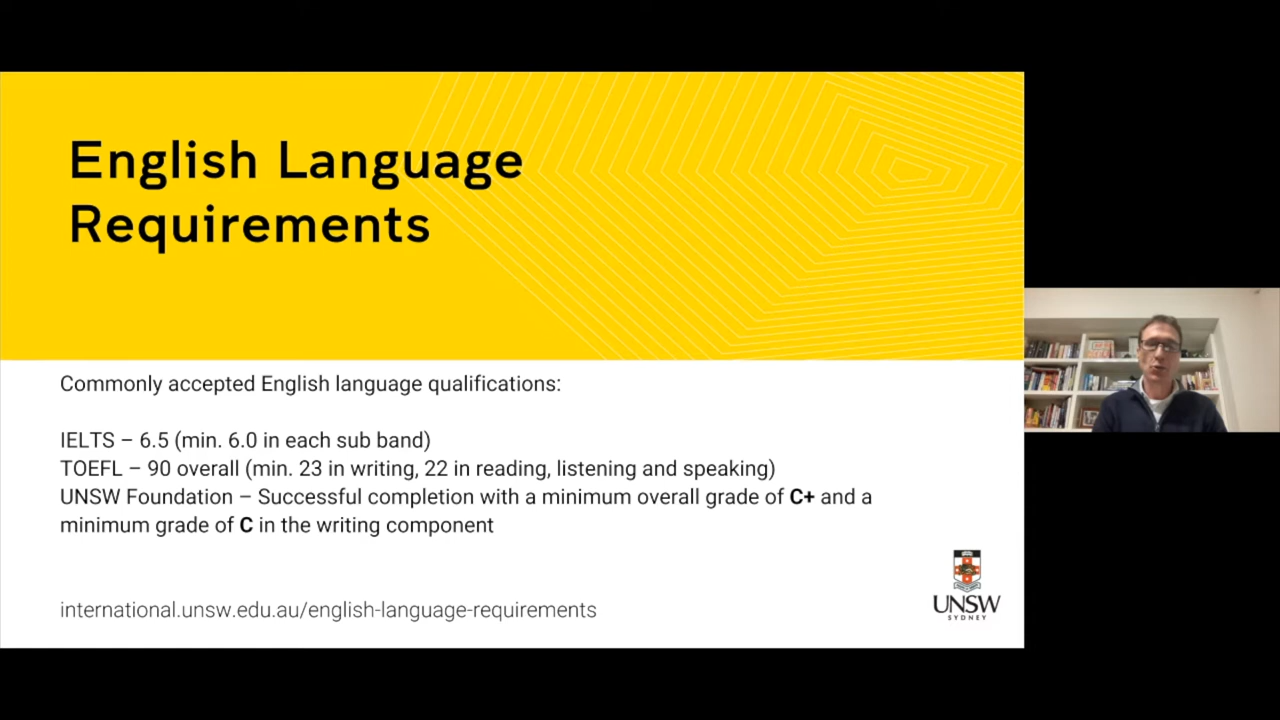 English Language
Requirements
Commonly accepted English language qualifications:
IELTS – 6.5 (min. 6.0 in each sub band)
TOEFL – 90 overall (min. 23 in writing, 22 in reading, listening and speaking)
UNSW Foundation – Successful completion with a minimum overall grade of C+ and a
minimum grade of C in the writing component
international.unsw.edu.au/english-language-requirements
UNSW
SYDNEY